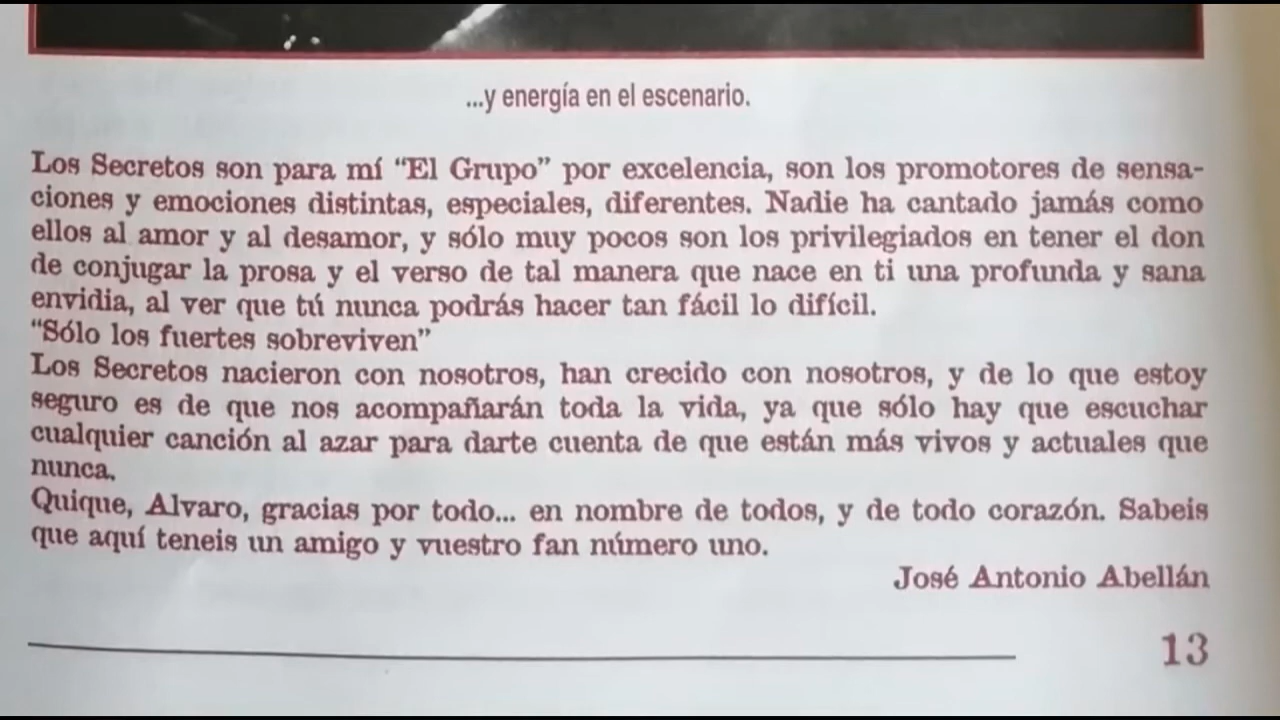 ...y energía en el escenario.
Los Secretos son para mí “El Grupo” por excelencia, son los promotores de sensa-
ciones y emociones distintas, especiales, diferentes. Nadie ha cantado jamás como
ellos al amor y al desamor, y sólo muy pocos son los privilegiados en tener el don
de conjugar la prosa y el verso de tal manera que nace en ti una profunda y sana
envidia, al ver que tú nunca podrás hacer tan fácil lo difícil.
“Sólo los fuertes sobreviven”
Los Secretos nacieron con nosotros, han crecido con nosotros, y de lo que estoy
seguro es de que nos acompañarán toda la vida, ya que sólo hay que escuchar
cualquier canción al azar para darte cuenta de que están más vivos y actuales que
nunca.
Quique, Alvaro, gracias por todo... en nombre de todos, y de todo corazón. Sabeis
que aquí teneis un amigo y vuestro fan número uno.
José Antonio Abellán
13